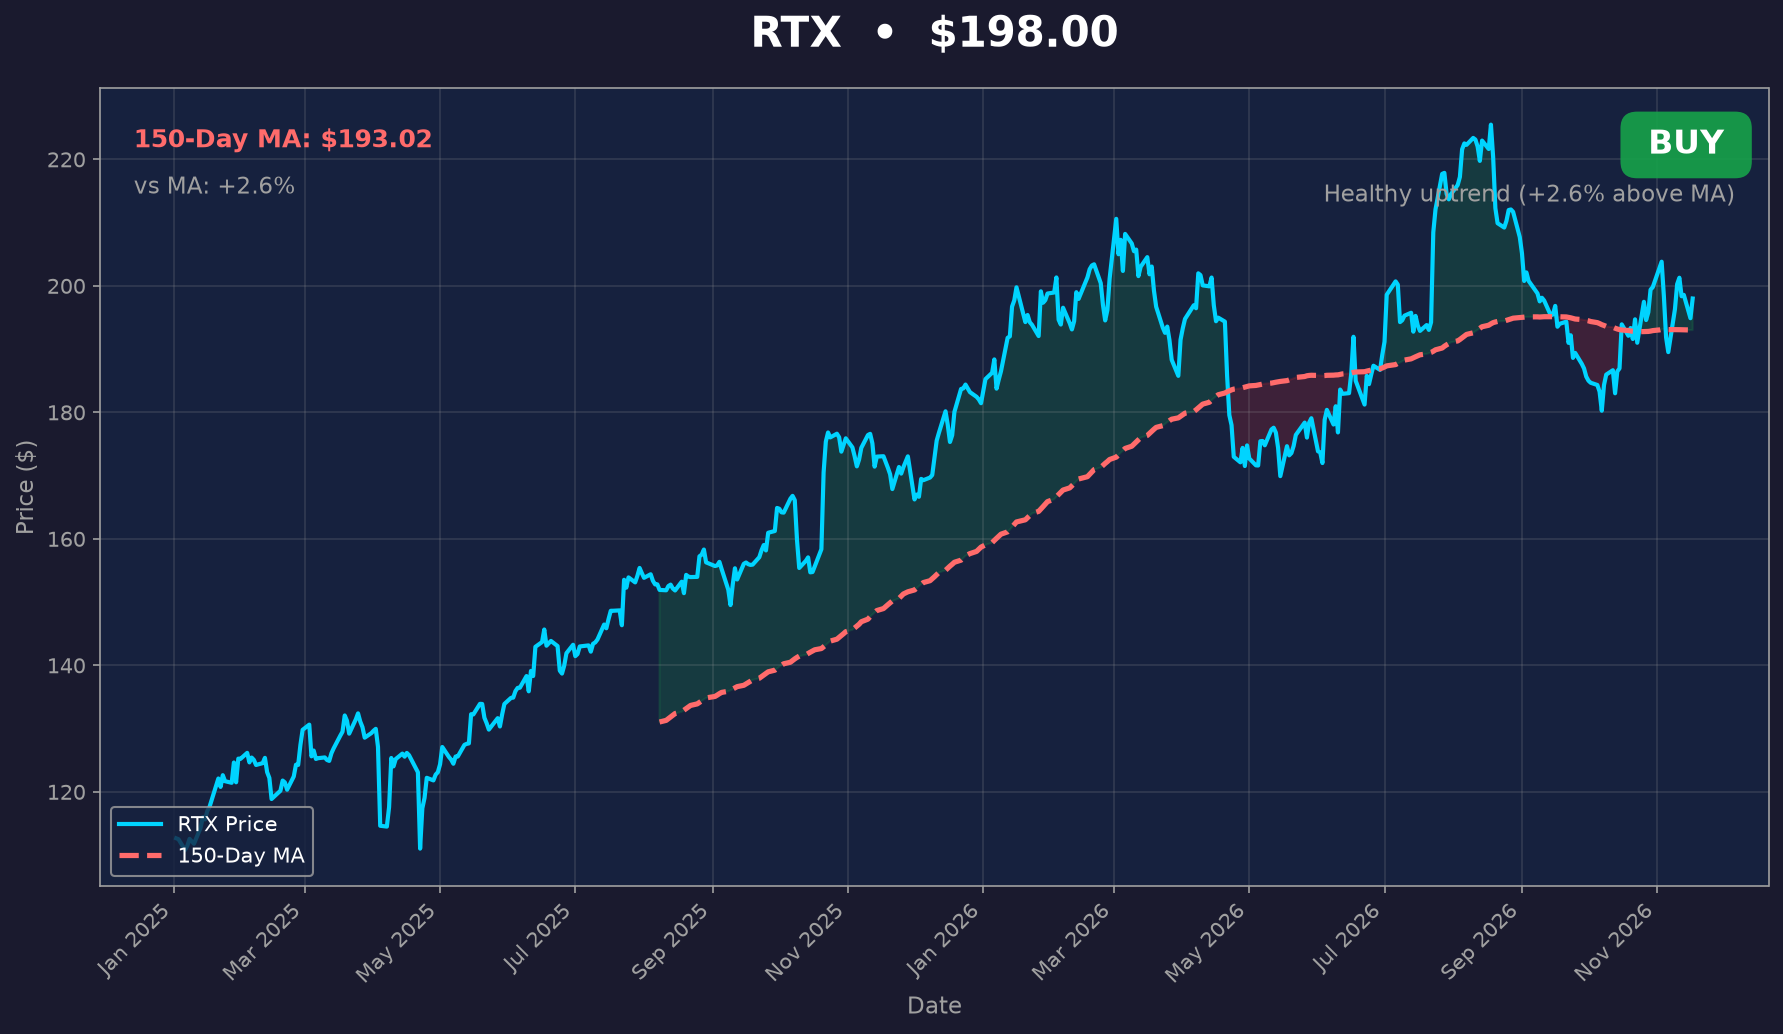 RTX • $198.00
150-Day MA: $193.02
vs MA: +2.6%
BUY
Healthy uptrend (+2.6% above MA)
220
200
180
160
140
120
Price ($)
RTX Price
150-Day MA
Jan 2025
Mar 2025
May 2025
Jul 2025
Sep 2025
Nov 2025
Jan 2026
Mar 2026
May 2026
Jul 2026
Sep 2026
Nov 2026
Date